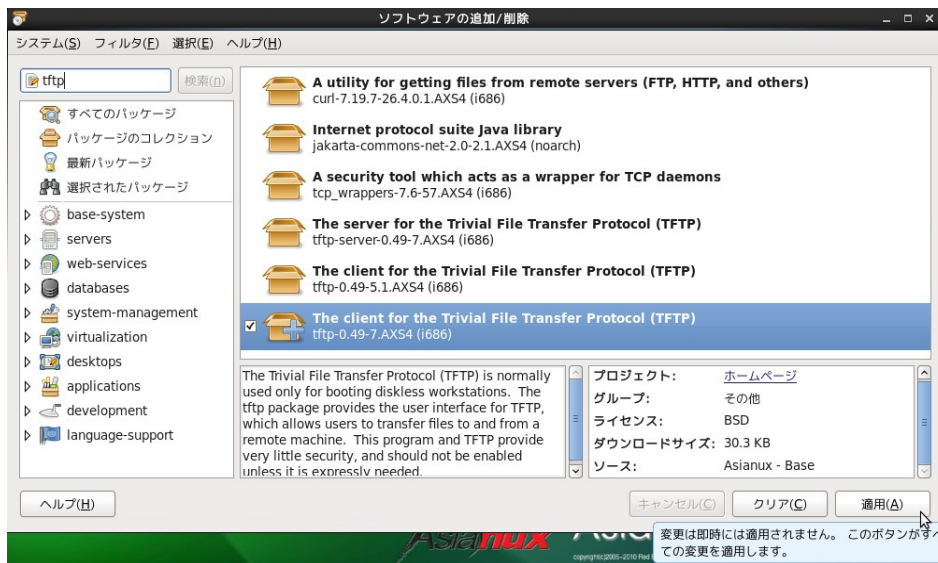 ソフトウェアの追加/削除
システム(S) フィルタ(F) 選択(E) ヘルプ(H)
tftp
検索(n)
すべてのパッケージ
パッケージのコレクション
最新パッケージ
選択されたパッケージ
base-system
servers
web-services
databases
system-management
virtualization
desktops
applications
development
language-support
A utility for getting files from remote servers (FTP, HTTP, and others)
curl-7.19.7-26.4.0.1.AXS4 (i686)
Internet protocol suite Java library
jakarta-commons-net-2.0-2.1.AXS4 (noarch)
A security tool which acts as a wrapper for TCP daemons
tcp_wrappers-7.6-57.AXS4 (i686)
The server for the Trivial File Transfer Protocol (TFTP)
tftp-server-0.49-7.AXS4 (i686)
The client for the Trivial File Transfer Protocol (TFTP)
tftp-0.49-5.1.AXS4 (i686)
The client for the Trivial File Transfer Protocol (TFTP)
tftp-0.49-7.AXS4 (i686)
The Trivial File Transfer Protocol (TFTP) is normally
used only for booting diskless workstations. The
tftp package provides the user interface for TFTP,
which allows users to transfer files to and from a
remote machine. This program and TFTP provide
very little security, and should not be enabled
unless it is expressly needed.
プロジェクト: ホームページ
グループ: その他
ライセンス: BSD
ダウンロードサイズ: 30.3 KB
ソース: Asianux - Base
ヘルプ(H)
キャンセル(C)
クリア(C)
適用(A)
変更は即時には適用されません。 このボタンがすべ
ての変更を適用します。
Asianux
copyright(c)2005-2010 Red